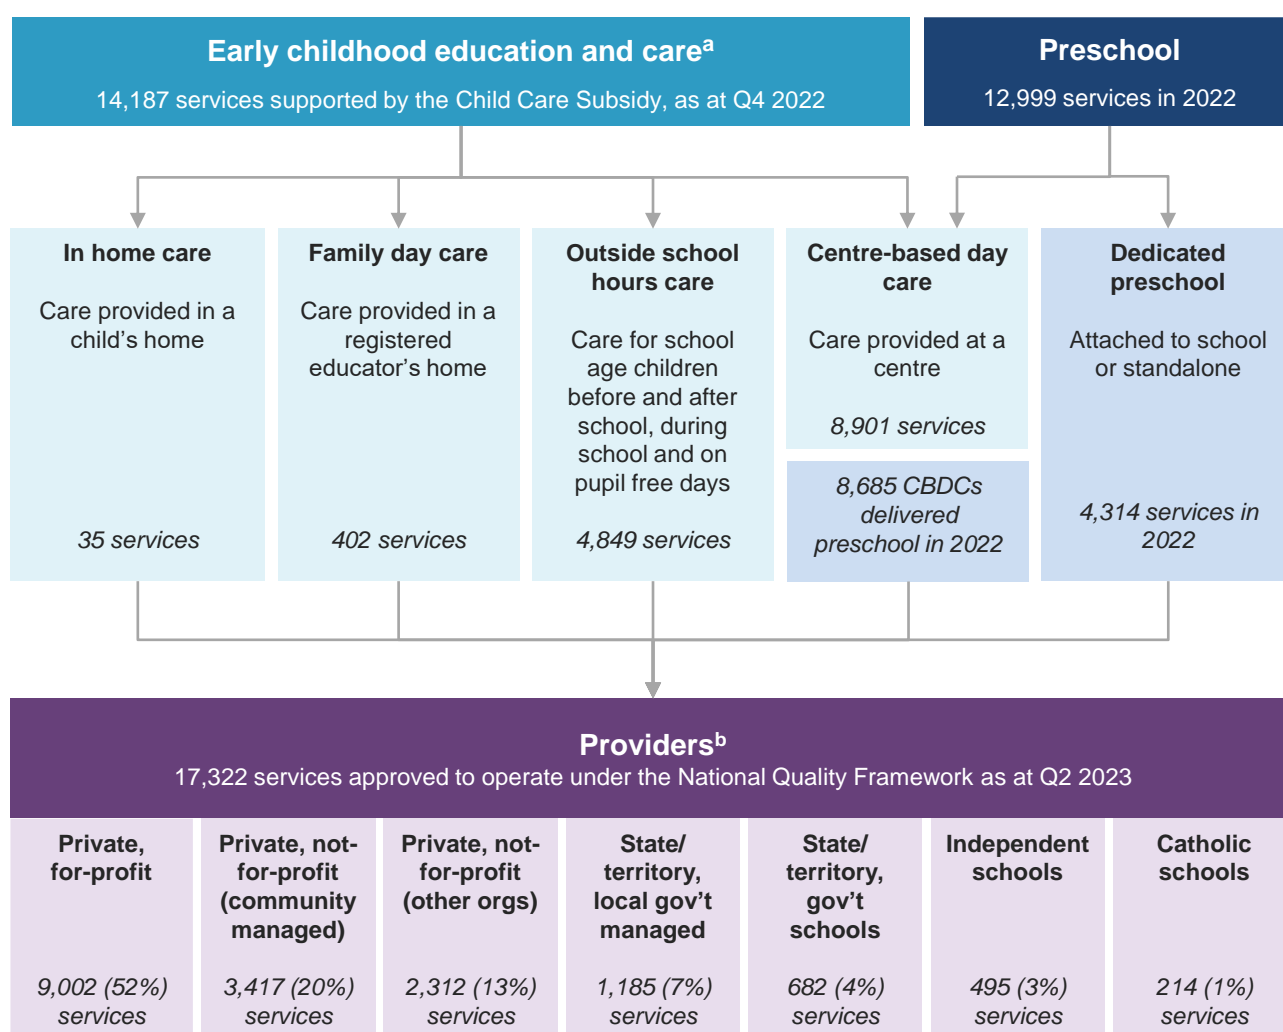 Early childhood education and careᵃ
14,187 services supported by the Child Care Subsidy, as at Q4 2022
Preschool
12,999 services in 2022
In home care
Care provided in a
child’s home
35 services
Family day care
Care provided in a
registered
educator’s home
402 services
Outside school
hours care
Care for school
age children
before and after
school, during
school and on
pupil free days
4,849 services
Centre-based day
care
Care provided at a
centre
8,901 services
8,685 CBDCs
delivered
preschool in 2022
Dedicated
preschool
Attached to school
or standalone
4,314 services in
2022
Providersᵇ
17,322 services approved to operate under the National Quality Framework as at Q2 2023
Private,
for-profit
9,002 (52%)
services
Private, not-
for-profit
(community
managed)
3,417 (20%)
services
Private, not-
for-profit
(other orgs)
2,312 (13%)
services
State/
territory,
local gov’t
managed
1,185 (7%)
services
State/
territory,
gov’t
schools
682 (4%)
services
Independent
schools
495 (3%)
services
Catholic
schools
214 (1%)
services